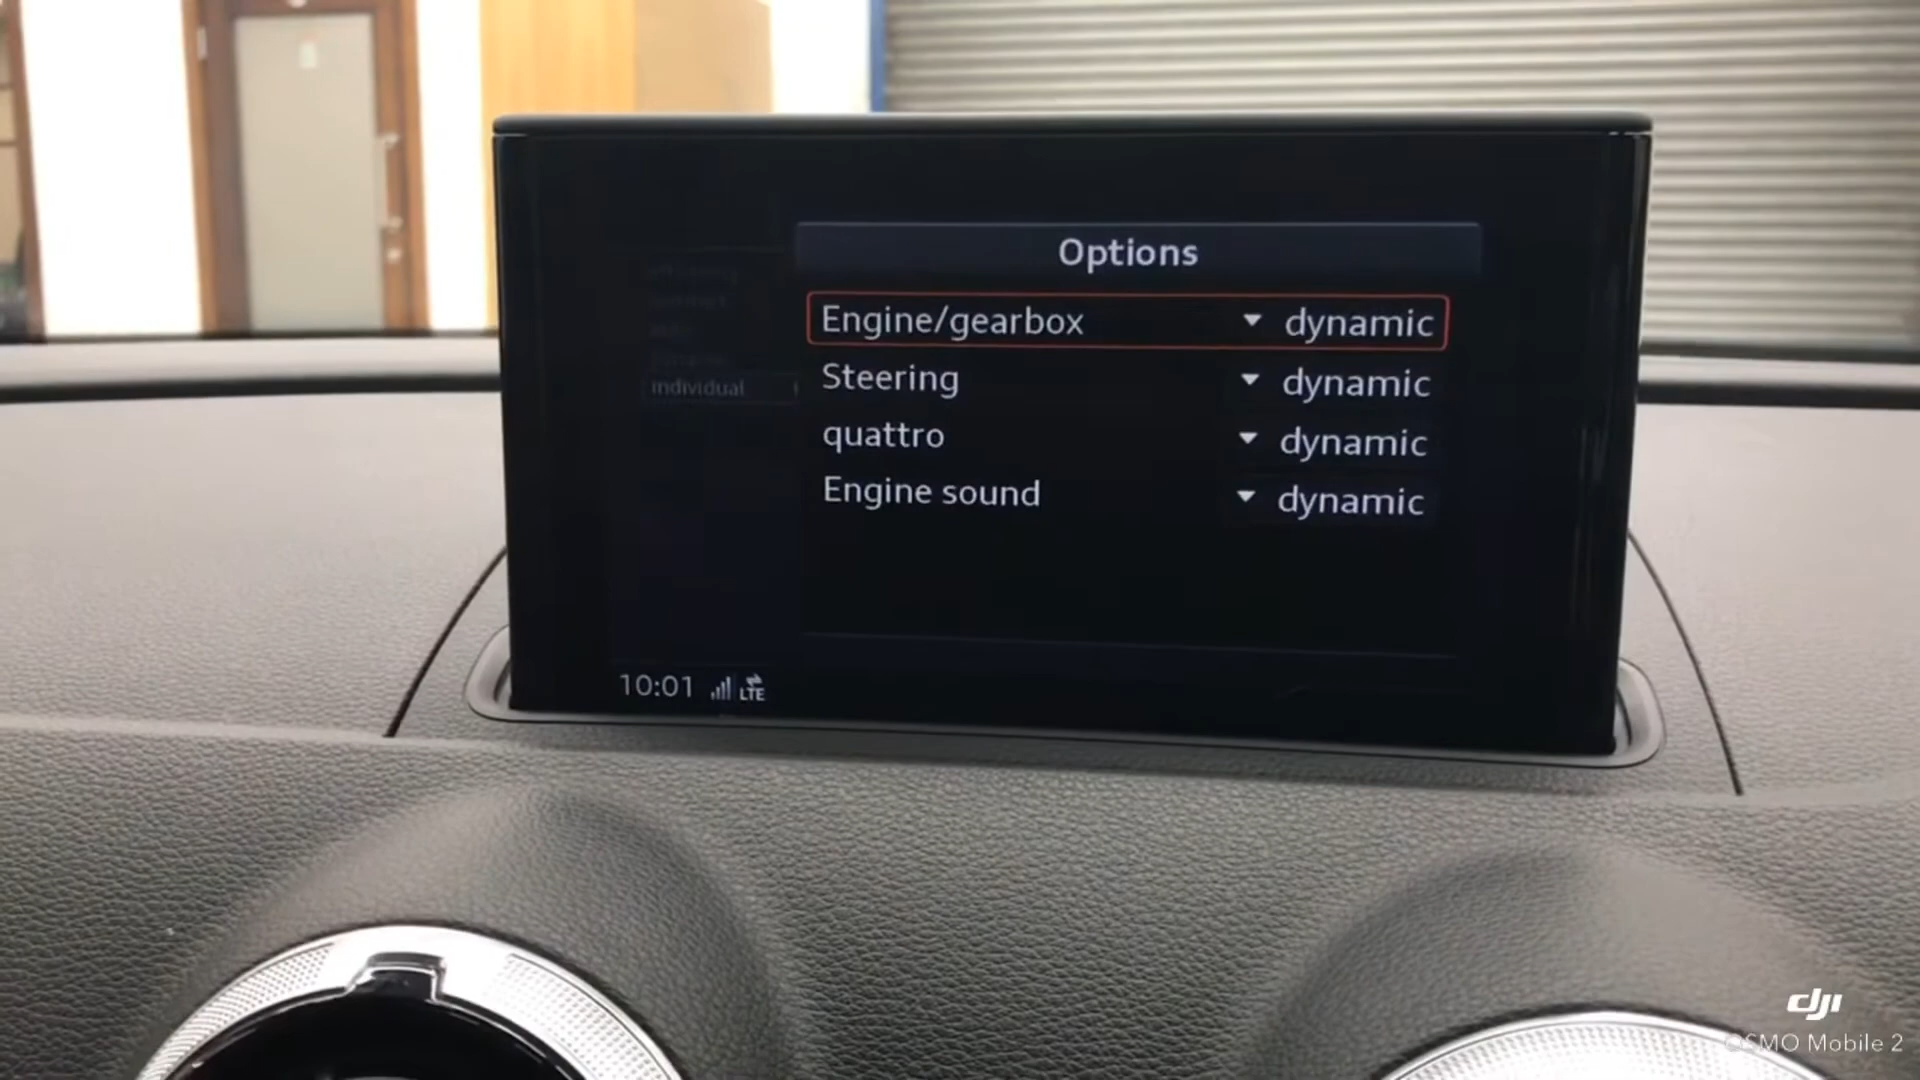 Options
Engine/gearbox dynamic
Steering dynamic
quattro dynamic
Engine sound dynamic
individual
10:01 LTE
dji
OSMO Mobile 2